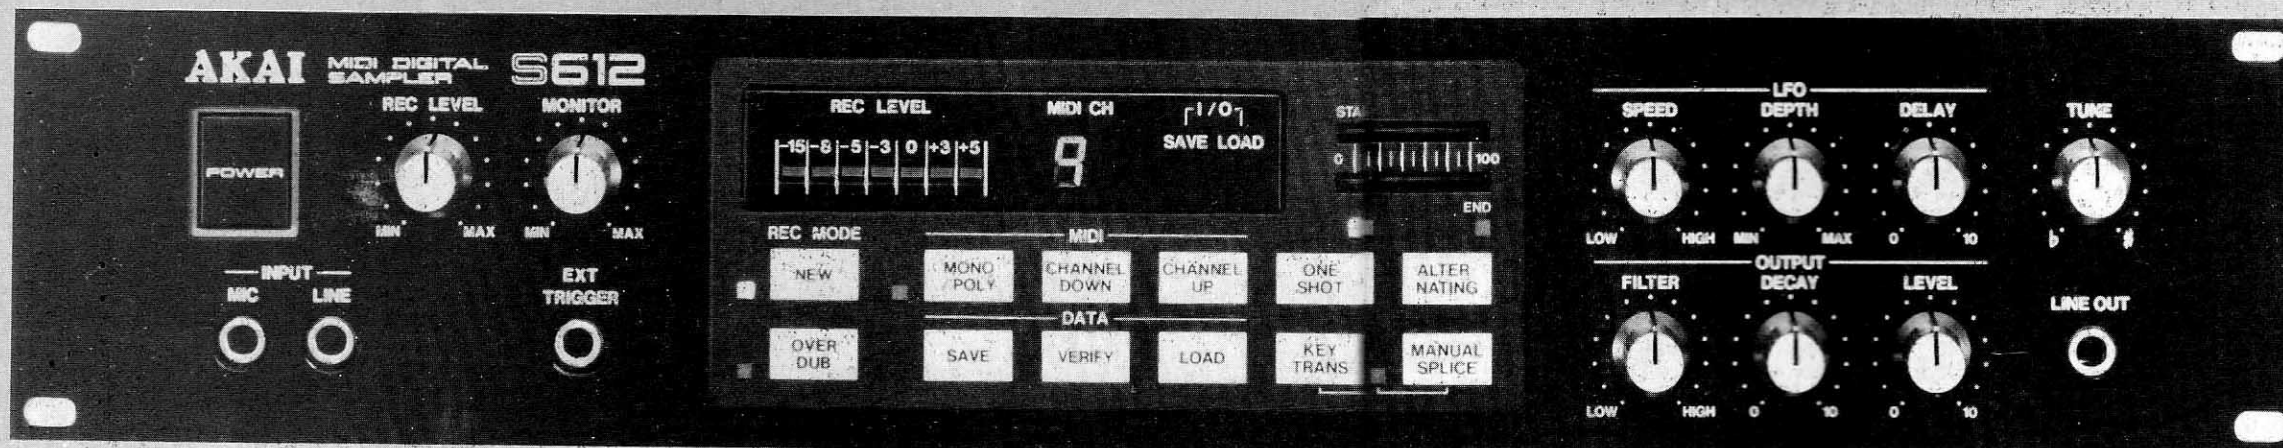 AKAI MIDI DIGITAL SAMPLER S612
POWER
REC LEVEL
MIN MAX
MONITOR
MIN MAX
INPUT
MIC LINE
EXT
TRIGGER
REC LEVEL
-15 -8 -5 -3 0 +3 +5
MIDI CH
9
I/O
SAVE LOAD
STA
0 100
END
REC MODE
NEW
OVER
DUB
MIDI
MONO
/POLY
CHANNEL
DOWN
CHANNEL
UP
ONE
SHOT
ALTER
NATING
DATA
SAVE
VERIFY
LOAD
KEY
TRANS
MANUAL
SPLICE
LFO
SPEED
LOW HIGH
DEPTH
MIN MAX
DELAY
0 10
TUNE
♭ ♯
OUTPUT
FILTER
LOW HIGH
DECAY
0 10
LEVEL
0 10
LINE OUT